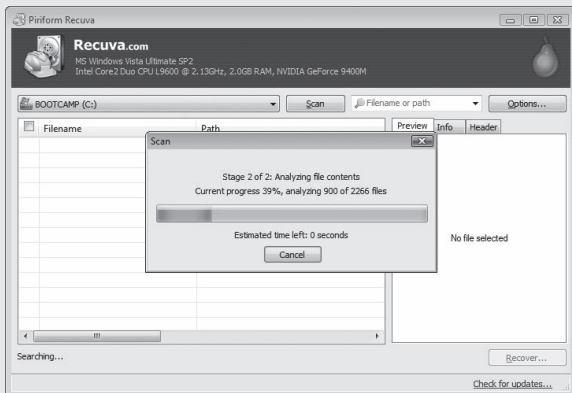 Piriform Recuva
Recuva.com
MS Windows Vista Ultimate SP2
Intel Core2 Duo CPU L9600 @ 2.13GHz, 2.0GB RAM, NVIDIA GeForce 9400M
BOOTCAMP (C:)
Scan
Filename or path
Options...
Filename
Path
Preview
Info
Header
Scan
Stage 2 of 2: Analyzing file contents
Current progress 39%, analyzing 900 of 2266 files
Estimated time left: 0 seconds
Cancel
No file selected
Searching...
Recover...
Check for updates...